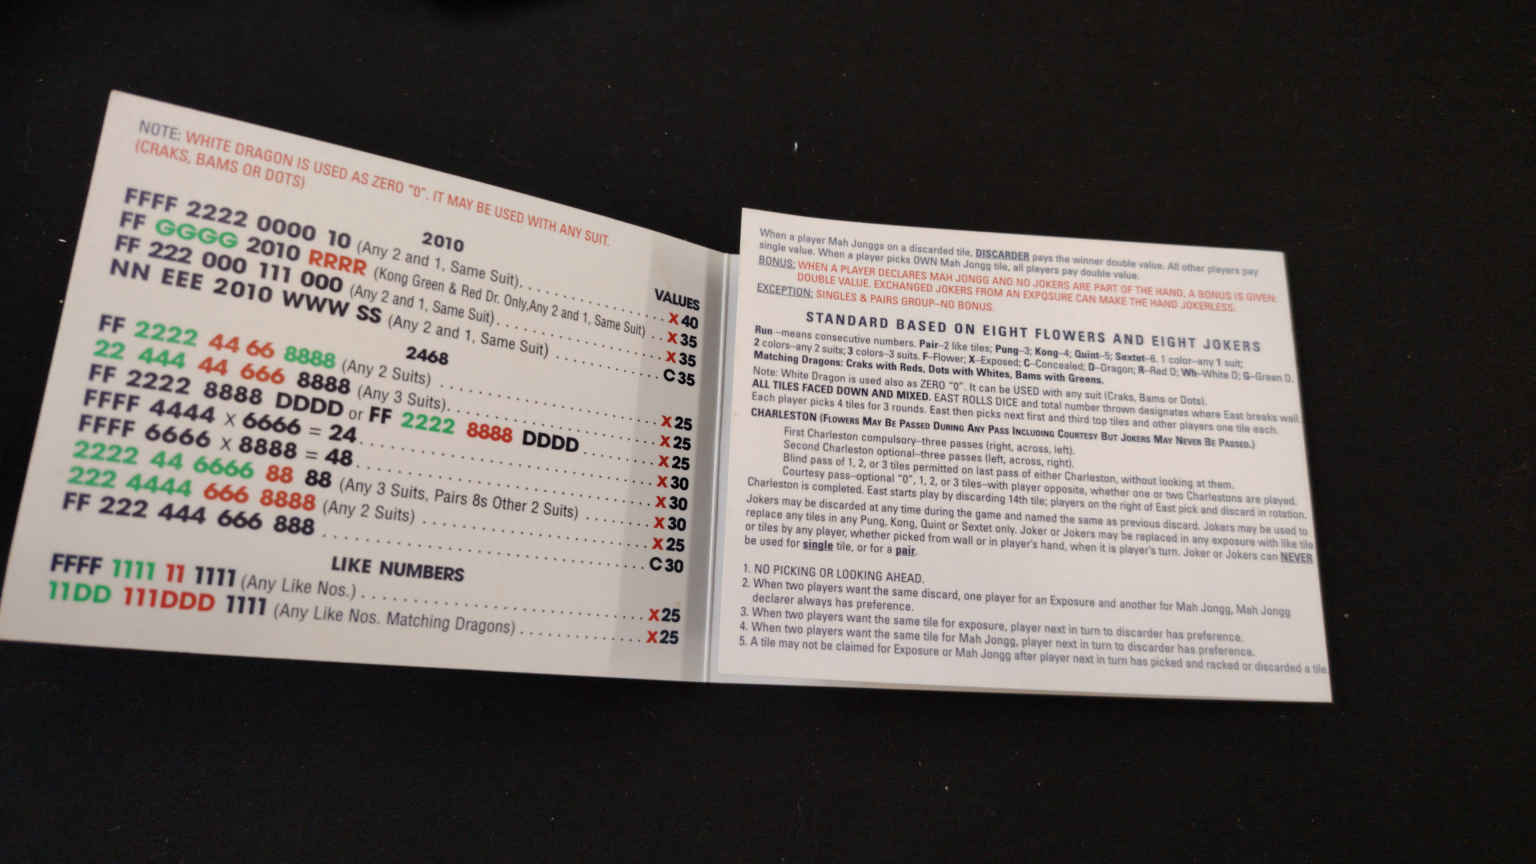 NOTE: WHITE DRAGON IS USED AS ZERO "0". IT MAY BE USED WITH ANY SUIT.
(CRAKS, BAMS OR DOTS)
2010
VALUES
FFFF 2222 0000 10 (Any 2 and 1, Same Suit). . . . . . . . . . . . . . . . X40
FF GGGG 2010 RRRR (Kong Green & Red Dr. Only,Any 2 and 1, Same Suit) . . . X35
FF 222 000 111 000 (Any 2 and 1, Same Suit). . . . . . . . . . . . . . . X35
NN EEE 2010 WWW SS (Any 2 and 1, Same Suit) . . . . . . . . . . . C35
2468
FF 2222 44 66 8888 (Any 2 Suits) . . . . . . . . . . . . . . . . . . . . X25
22 444 44 666 8888 (Any 3 Suits). . . . . . . . . . . . . . . . . . . . X25
FF 2222 8888 DDDD or FF 2222 8888 DDDD . . . . . . . . . . X25
FFFF 4444 x 6666 = 24. . . . . . . . . . . . . . . . . . . . . . . . . . . X30
FFFF 6666 x 8888 = 48. . . . . . . . . . . . . . . . . . . . . . . . . . . X30
2222 44 6666 88 88 (Any 3 Suits, Pairs 8s Other 2 Suits) . . . . . . . . X30
222 4444 666 8888 (Any 2 Suits) . . . . . . . . . . . . . . . . . . . . . X25
FF 222 444 666 888 . . . . . . . . . . . . . . . . . . . . . . . . . . . . C30
LIKE NUMBERS
FFFF 1111 11 1111 (Any Like Nos.) . . . . . . . . . . . . . . . . . . . . . X25
11DD 111DDD 1111 (Any Like Nos. Matching Dragons) . . . . . . . . . . . X25
When a player Mah Jonggs on a discarded tile, DISCARDER pays the winner double value. All other players pay
single value. When a player picks OWN Mah Jongg tile, all players pay double value.
BONUS: WHEN A PLAYER DECLARES MAH JONGG AND NO JOKERS ARE PART OF THE HAND, A BONUS IS GIVEN:
DOUBLE VALUE. EXCHANGED JOKERS FROM AN EXPOSURE CAN MAKE THE HAND JOKERLESS.
EXCEPTION: SINGLES & PAIRS GROUP–NO BONUS.
STANDARD BASED ON EIGHT FLOWERS AND EIGHT JOKERS
Run–means consecutive numbers. Pair–2 like tiles; Pung–3; Kong–4; Quint–5; Sextet–6. 1 color–any 1 suit;
2 colors–any 2 suits; 3 colors–3 suits. F–Flower; X–Exposed; C–Concealed; D–Dragon; R–Red D; Wh–White D; G–Green D.
Matching Dragons: Craks with Reds, Dots with Whites, Bams with Greens.
Note: White Dragon is used also as ZERO "0". It can be USED with any suit (Craks, Bams or Dots).
ALL TILES FACED DOWN AND MIXED. EAST ROLLS DICE and total number thrown designates where East breaks wall.
Each player picks 4 tiles for 3 rounds. East then picks next first and third top tiles and other players one tile each.
CHARLESTON (FLOWERS MAY BE PASSED DURING ANY PASS INCLUDING COURTESY BUT JOKERS MAY NEVER BE PASSED.)
First Charleston compulsory–three passes (right, across, left).
Second Charleston optional–three passes (left, across, right).
Blind pass of 1, 2, or 3 tiles permitted on last pass of either Charleston, without looking at them.
Courtesy pass–optional "0", 1, 2, or 3 tiles–with player opposite, whether one or two Charlestons are played.
Charleston is completed. East starts play by discarding 14th tile; players on the right of East pick and discard in rotation.
Jokers may be discarded at any time during the game and named the same as previous discard. Jokers may be used to
replace any tiles in any Pung, Kong, Quint or Sextet only. Joker or Jokers may be replaced in any exposure with like tile
or tiles by any player, whether picked from wall or in player's hand, when it is player's turn. Joker or Jokers can NEVER
be used for single tile, or for a pair.
1. NO PICKING OR LOOKING AHEAD.
2. When two players want the same discard, one player for an Exposure and another for Mah Jongg, Mah Jongg
declarer always has preference.
3. When two players want the same tile for exposure, player next in turn to discarder has preference.
4. When two players want the same tile for Mah Jongg, player next in turn to discarder has preference.
5. A tile may not be claimed for Exposure or Mah Jongg after player next in turn has picked and racked or discarded a tile.